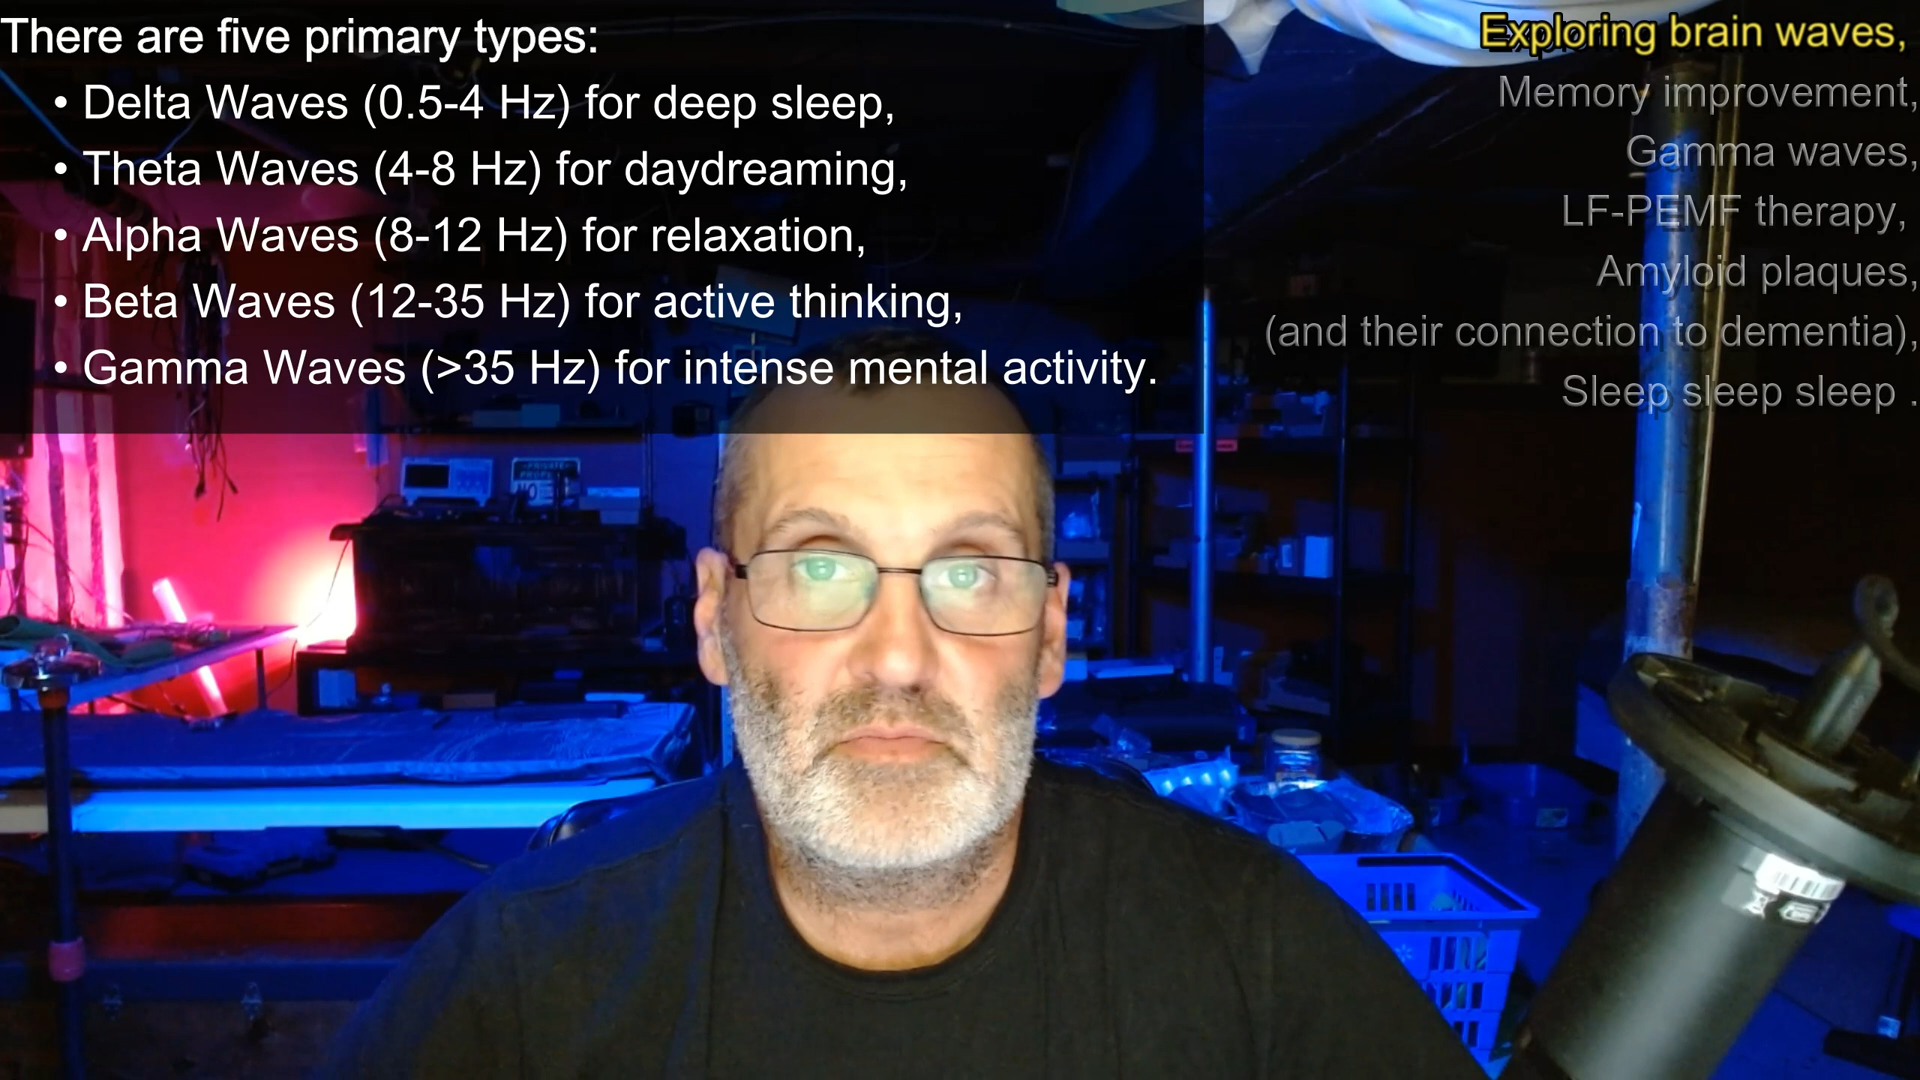 There are five primary types:
• Delta Waves (0.5-4 Hz) for deep sleep,
• Theta Waves (4-8 Hz) for daydreaming,
• Alpha Waves (8-12 Hz) for relaxation,
• Beta Waves (12-35 Hz) for active thinking,
• Gamma Waves (>35 Hz) for intense mental activity.
Exploring brain waves,
Memory improvement,
Gamma waves,
LF-PEMF therapy,
Amyloid plaques,
(and their connection to dementia),
Sleep sleep sleep .
PRIVATE
NO